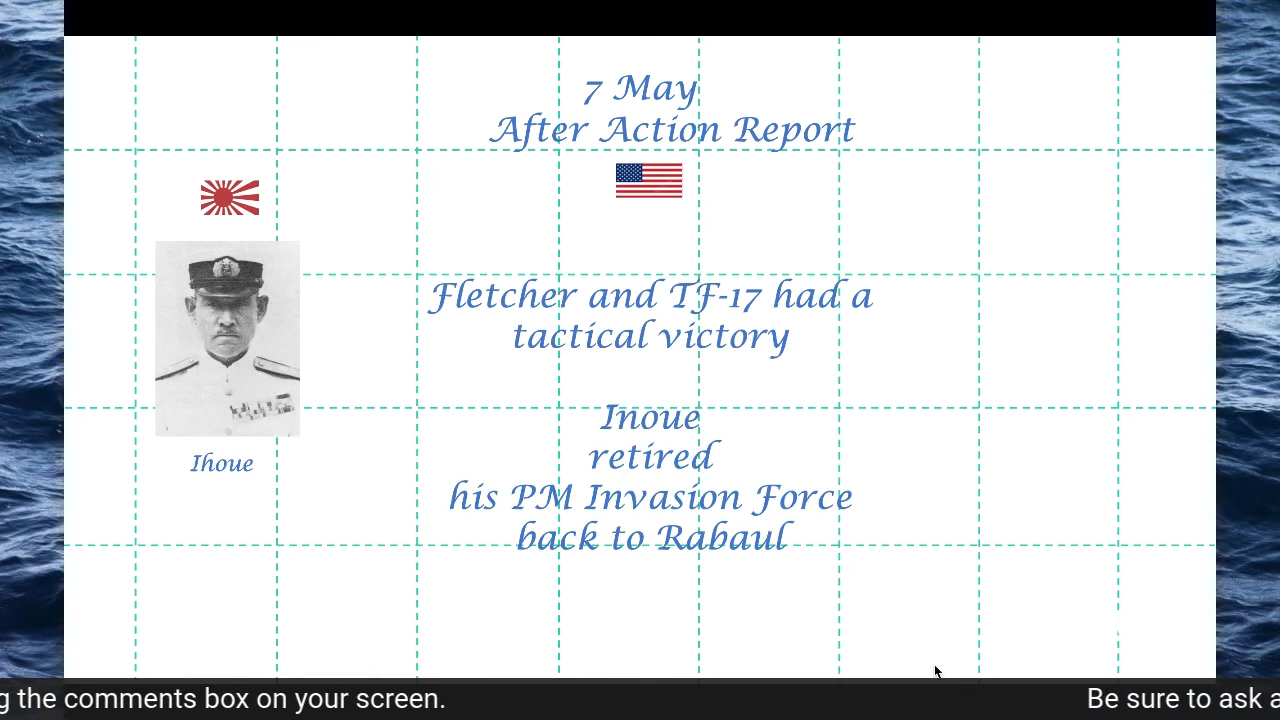 7 May
After Action Report
Fletcher and TF-17 had a
tactical victory
Inoue
retired
his PM Invasion Force
back to Rabaul
Ihoue
g the comments box on your screen.
Be sure to ask a